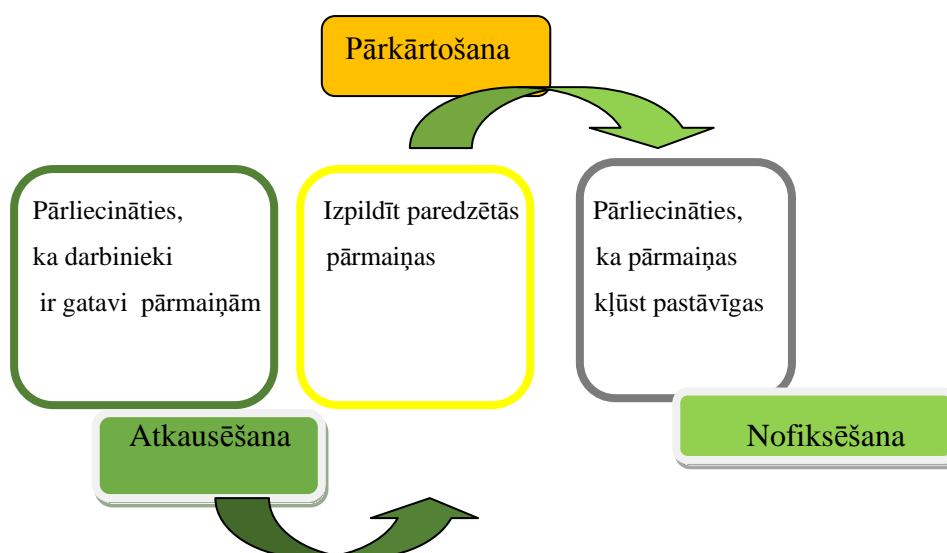 Pārkārtošana
Pārliecināties,
ka darbinieki
ir gatavi pārmaiņām
Izpildīt paredzētās
pārmaiņas
Pārliecināties,
ka pārmaiņas
kļūst pastāvīgas
Atkausēšana
Nofiksēšana